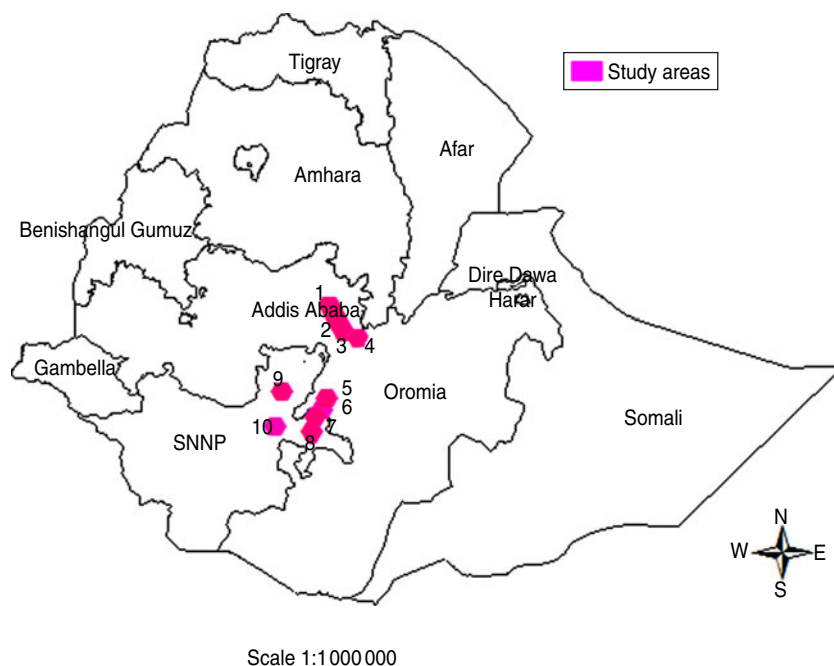 Tigray
Study areas
Afar
Amhara
Benishangul Gumuz
Dire Dawa
Harar
1
Addis Ababa
2
3
4
Gambella
9
5
Oromia
6
Somali
10
7
SNNP
8
N
W
E
S
Scale 1:1 000 000